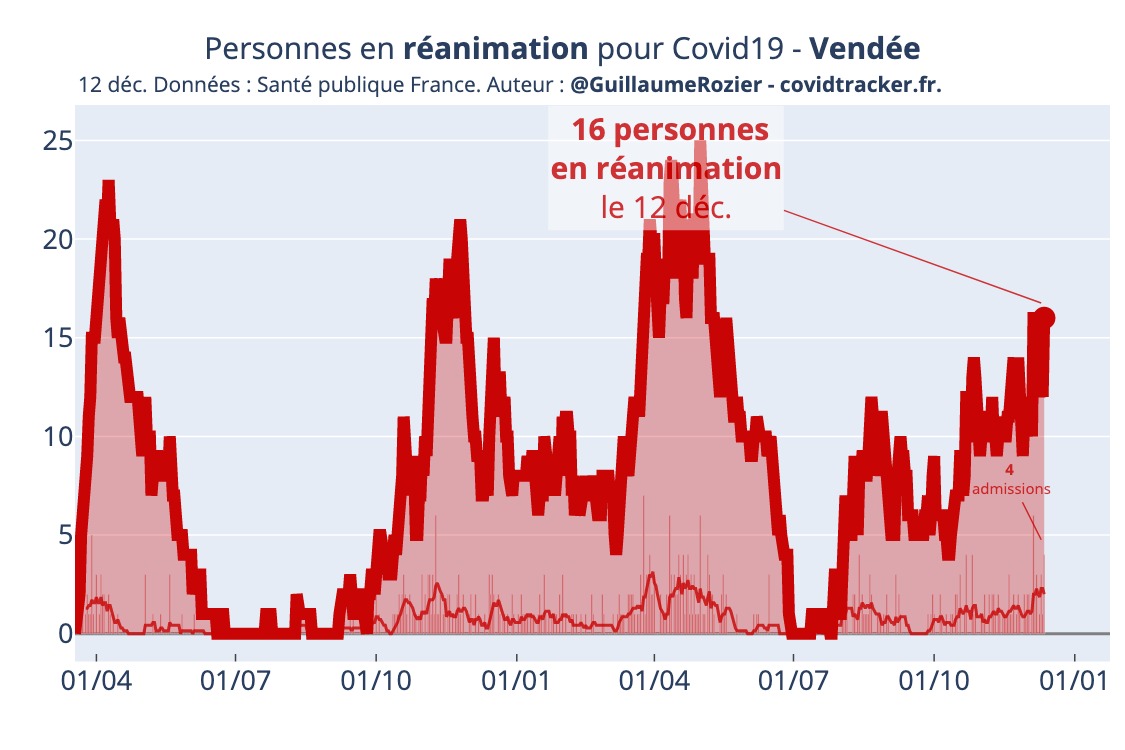 Personnes en réanimation pour Covid19 - Vendée
12 déc. Données : Santé publique France. Auteur : @GuillaumeRozier - covidtracker.fr.
25
16 personnes
en réanimation
le 12 déc.
20
15
10
4
admissions
5
0
01/04 01/07 01/10 01/01 01/04 01/07 01/10 01/01